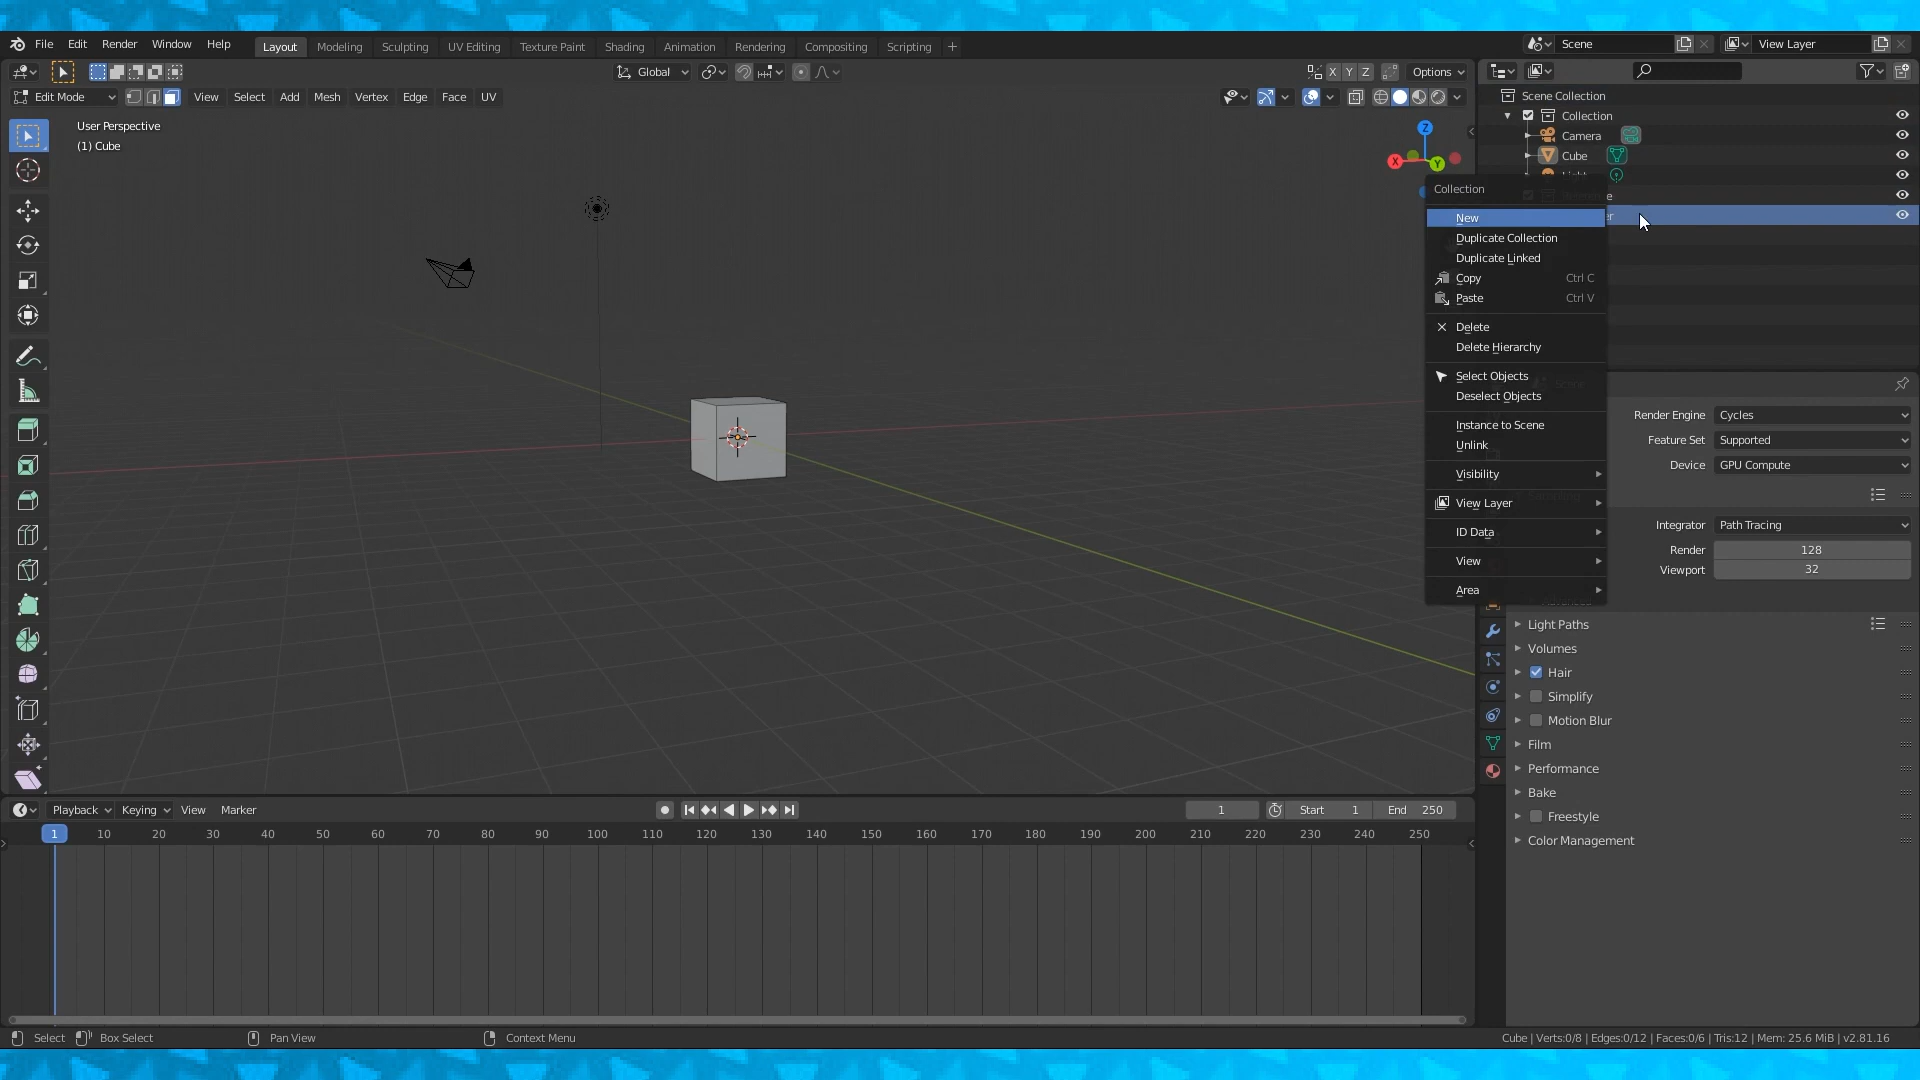 File Edit Render Window Help Layout Modeling Sculpting UV Editing Texture Paint Shading Animation Rendering Compositing Scripting + Scene View Layer
Global X Y Z Options
Edit Mode View Select Add Mesh Vertex Edge Face UV
User Perspective
(1) Cube
Z
X
Y
Scene Collection
Collection
Camera
Cube
Light
Collection
New
Duplicate Collection
Duplicate Linked
Copy Ctrl C
Paste Ctrl V
Delete
Delete Hierarchy
Select Objects
Deselect Objects
Instance to Scene
Unlink
Visibility
View Layer
ID Data
View
Area
Render Engine Cycles
Feature Set Supported
Device GPU Compute
Integrator Path Tracing
Render 128
Viewport 32
Light Paths
Volumes
Hair
Simplify
Motion Blur
Film
Performance
Bake
Freestyle
Color Management
Playback Keying View Marker 1 Start 1 End 250
1 10 20 30 40 50 60 70 80 90 100 110 120 130 140 150 160 170 180 190 200 210 220 230 240 250
Select Box Select Pan View Context Menu Cube | Verts:0/8 | Edges:0/12 | Faces:0/6 | Tris:12 | Mem: 25.6 MiB | v2.81.16